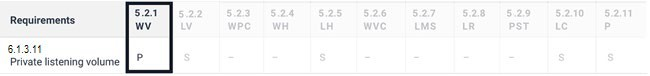 Requirements 5.2.1 WV 5.2.2 LV 5.2.3 WPC 5.2.4 WH 5.2.5 LH 5.2.6 WVC 5.2.7 LMS 5.2.8 LR 5.2.9 PST 5.2.10 LC 5.2.11 P
6.1.3.11
Private listening volume P S – – S – – – – S S